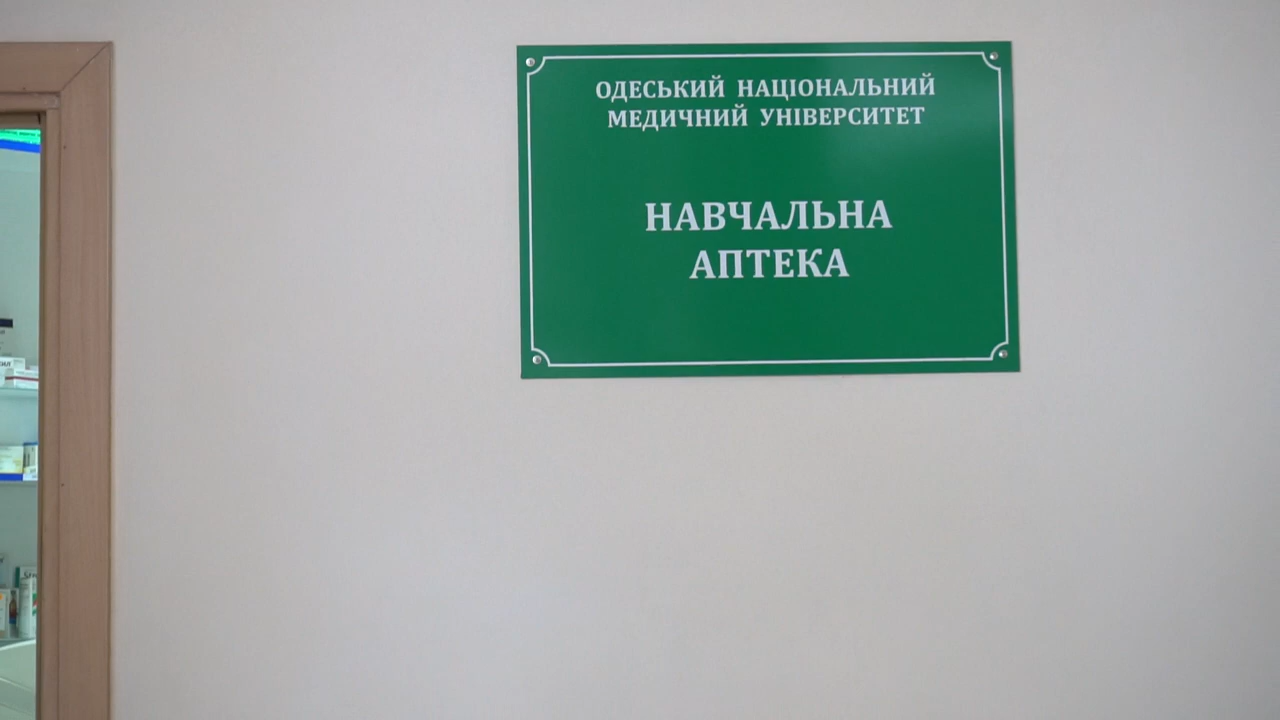 ОДЕСЬКИЙ НАЦІОНАЛЬНИЙ
МЕДИЧНИЙ УНІВЕРСИТЕТ
НАВЧАЛЬНА
АПТЕКА